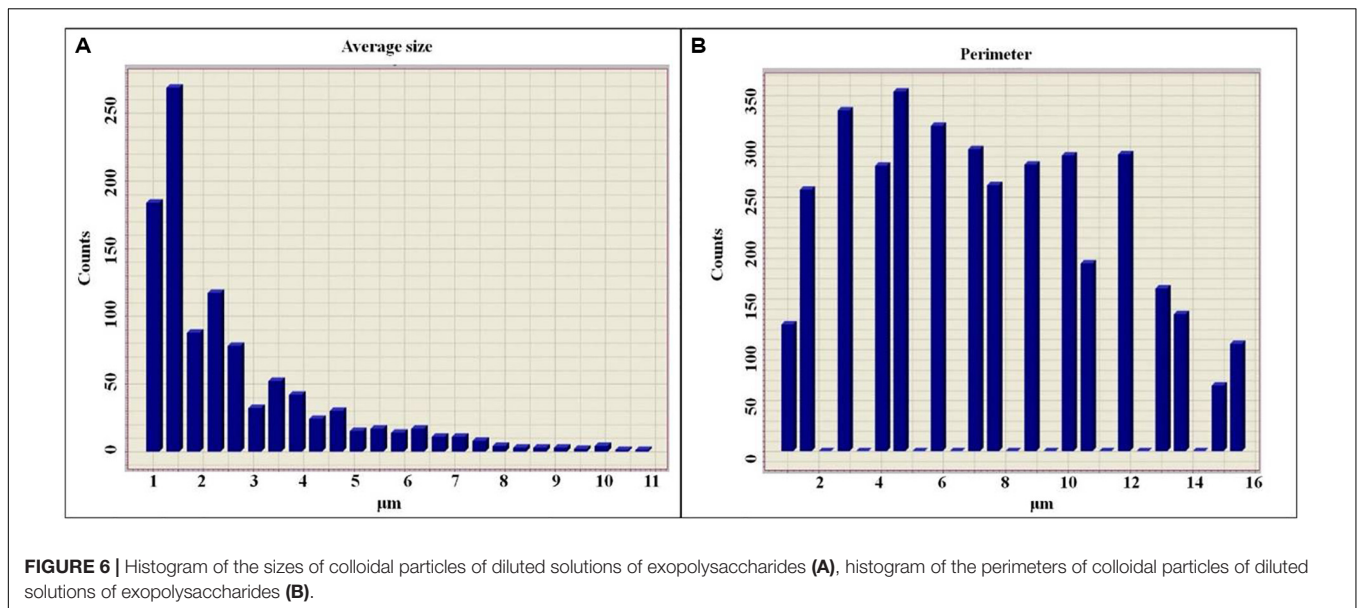 A
Average size
Counts
250
200
150
100
50
0
1 2 3 4 5 6 7 8 9 10 11
µm
B
Perimeter
Counts
350
300
250
200
150
100
50
0
2 4 6 8 10 12 14 16
µm
FIGURE 6 | Histogram of the sizes of colloidal particles of diluted solutions of exopolysaccharides (A), histogram of the perimeters of colloidal particles of diluted
solutions of exopolysaccharides (B).